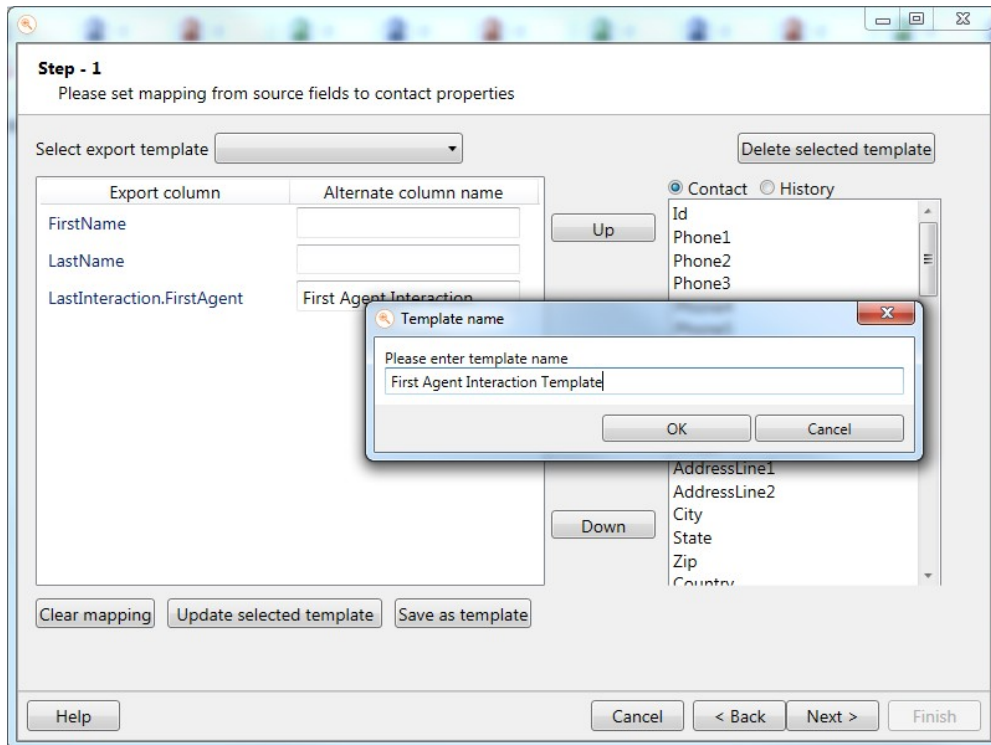 Step - 1
Please set mapping from source fields to contact properties
Select export template
Delete selected template
Export column
Alternate column name
Contact
History
FirstName
LastName
LastInteraction.FirstAgent
First Agent Interaction
Up
Id
Phone1
Phone2
Phone3
Template name
Please enter template name
First Agent Interaction Template
OK
Cancel
AddressLine1
AddressLine2
City
State
Zip
Country
Down
Clear mapping
Update selected template
Save as template
Help
Cancel
< Back
Next >
Finish